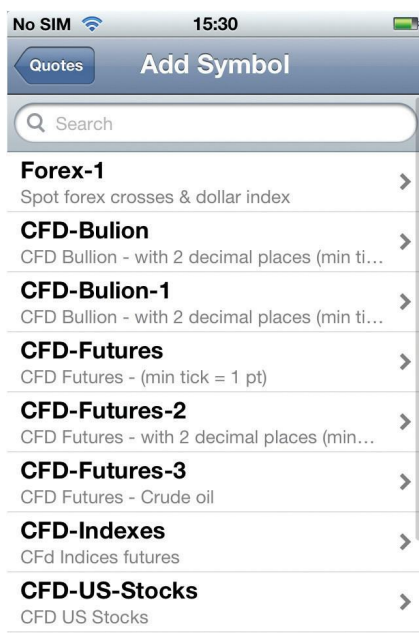 No SIM 15:30
Quotes Add Symbol
Search
Forex-1
Spot forex crosses & dollar index
CFD-Bulion
CFD Bullion - with 2 decimal places (min ti...
CFD-Bulion-1
CFD Bullion - with 2 decimal places (min ti...
CFD-Futures
CFD Futures - (min tick = 1 pt)
CFD-Futures-2
CFD Futures - with 2 decimal places (min...
CFD-Futures-3
CFD Futures - Crude oil
CFD-Indexes
CFd Indices futures
CFD-US-Stocks
CFD US Stocks